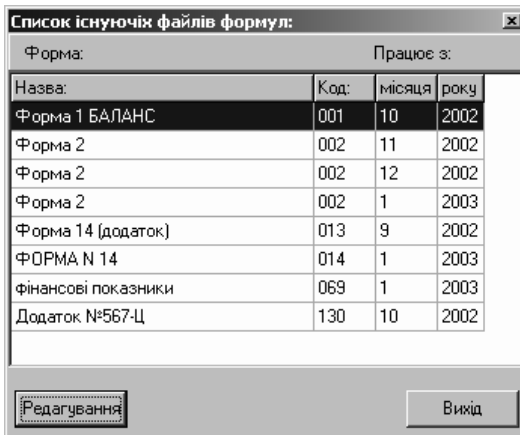 Список існуючіх файлів формул:
Форма: Працює з:
Назва: Код: місяця року
Форма 1 БАЛАНС 001 10 2002
Форма 2 002 11 2002
Форма 2 002 12 2002
Форма 2 002 1 2003
Форма 14 (додаток) 013 9 2002
ФОРМА N 14 014 1 2003
фінансові показники 069 1 2003
Додаток №567-Ц 130 10 2002
Редагування Вихід